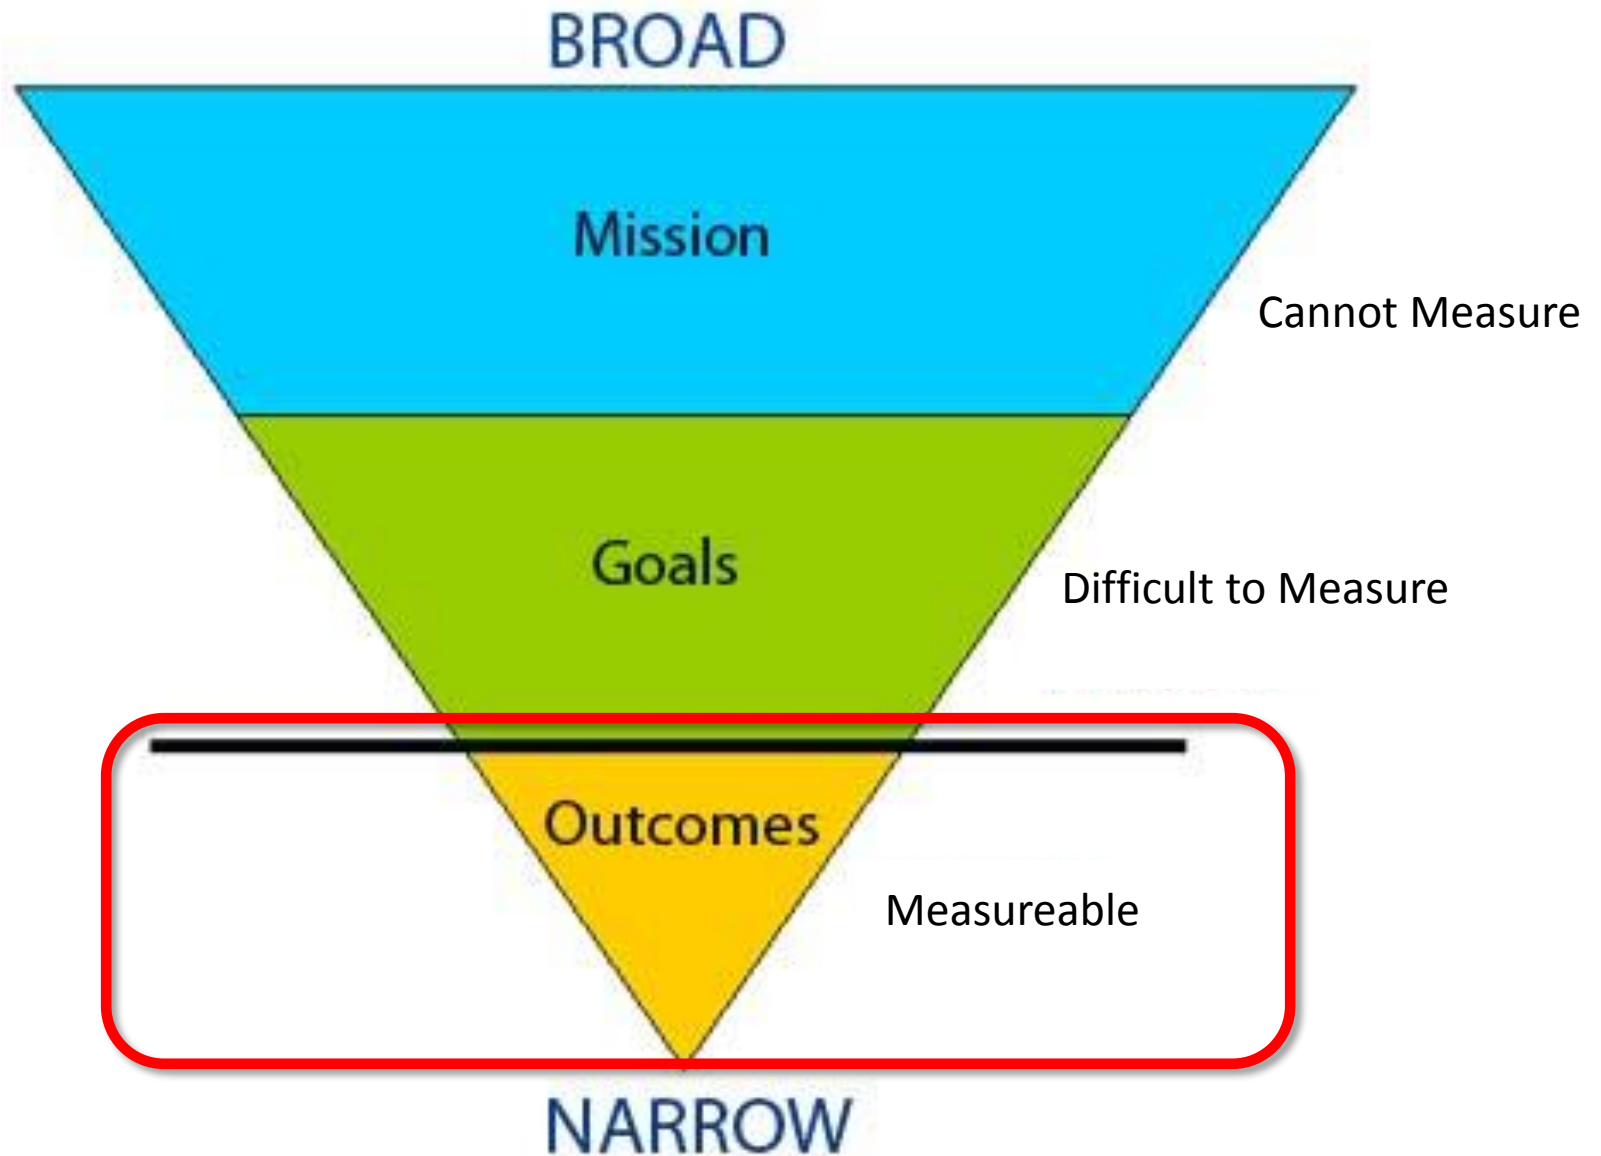 BROAD
Mission
Cannot Measure
Goals
Difficult to Measure
Outcomes
Measureable
NARROW